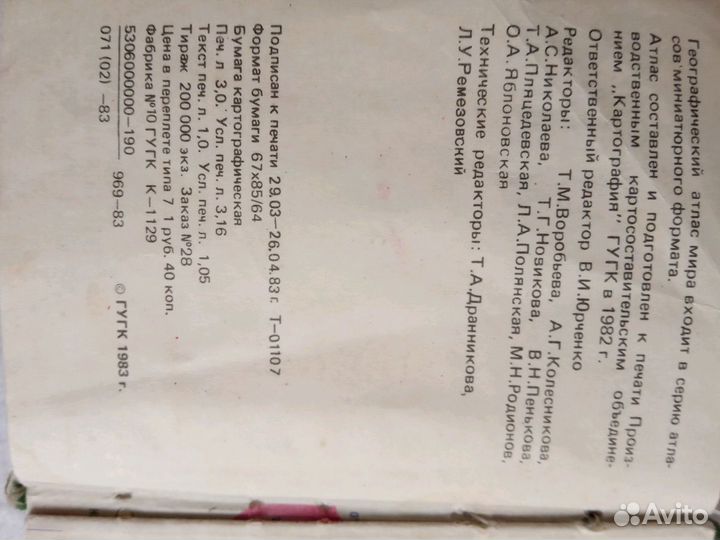 Географический атлас мира входит в серию атла-
сов миниатюрного формата.
Атлас составлен и подготовлен к печати Произ-
водственным картосоставительским объедине-
нием ,,Картография" ГУГК в 1982 г.
Ответственный редактор В.И.Юрченко
Редакторы: Т.М.Воробьева, А.Г.Колесникова,
А.С.Николаева, Т.Г.Новикова, В.Н.Пенькова,
Т.А.Пляцедевская, Л.А.Полянская, М.Н.Родионов,
О.А.Яблоновская
Технические редакторы: Т.А.Дранникова,
Л.У.Ремезовский
Подписан к печати 29.03—26.04.83 г. Т—01107
Формат бумаги 67х85/64
Бумага картографическая
Печ. л 3,0. Усл. печ. л. 3,16
Текст печ. л. 1,0. Усл. печ. л. 1,05
Тираж 200 000 экз. Заказ №28
Цена в переплете типа 7 1 руб. 40 коп.
Фабрика №10 ГУГК К—1129
5306000000—190
071 (02) —83
969—83
© ГУГК 1983 г.
Avito